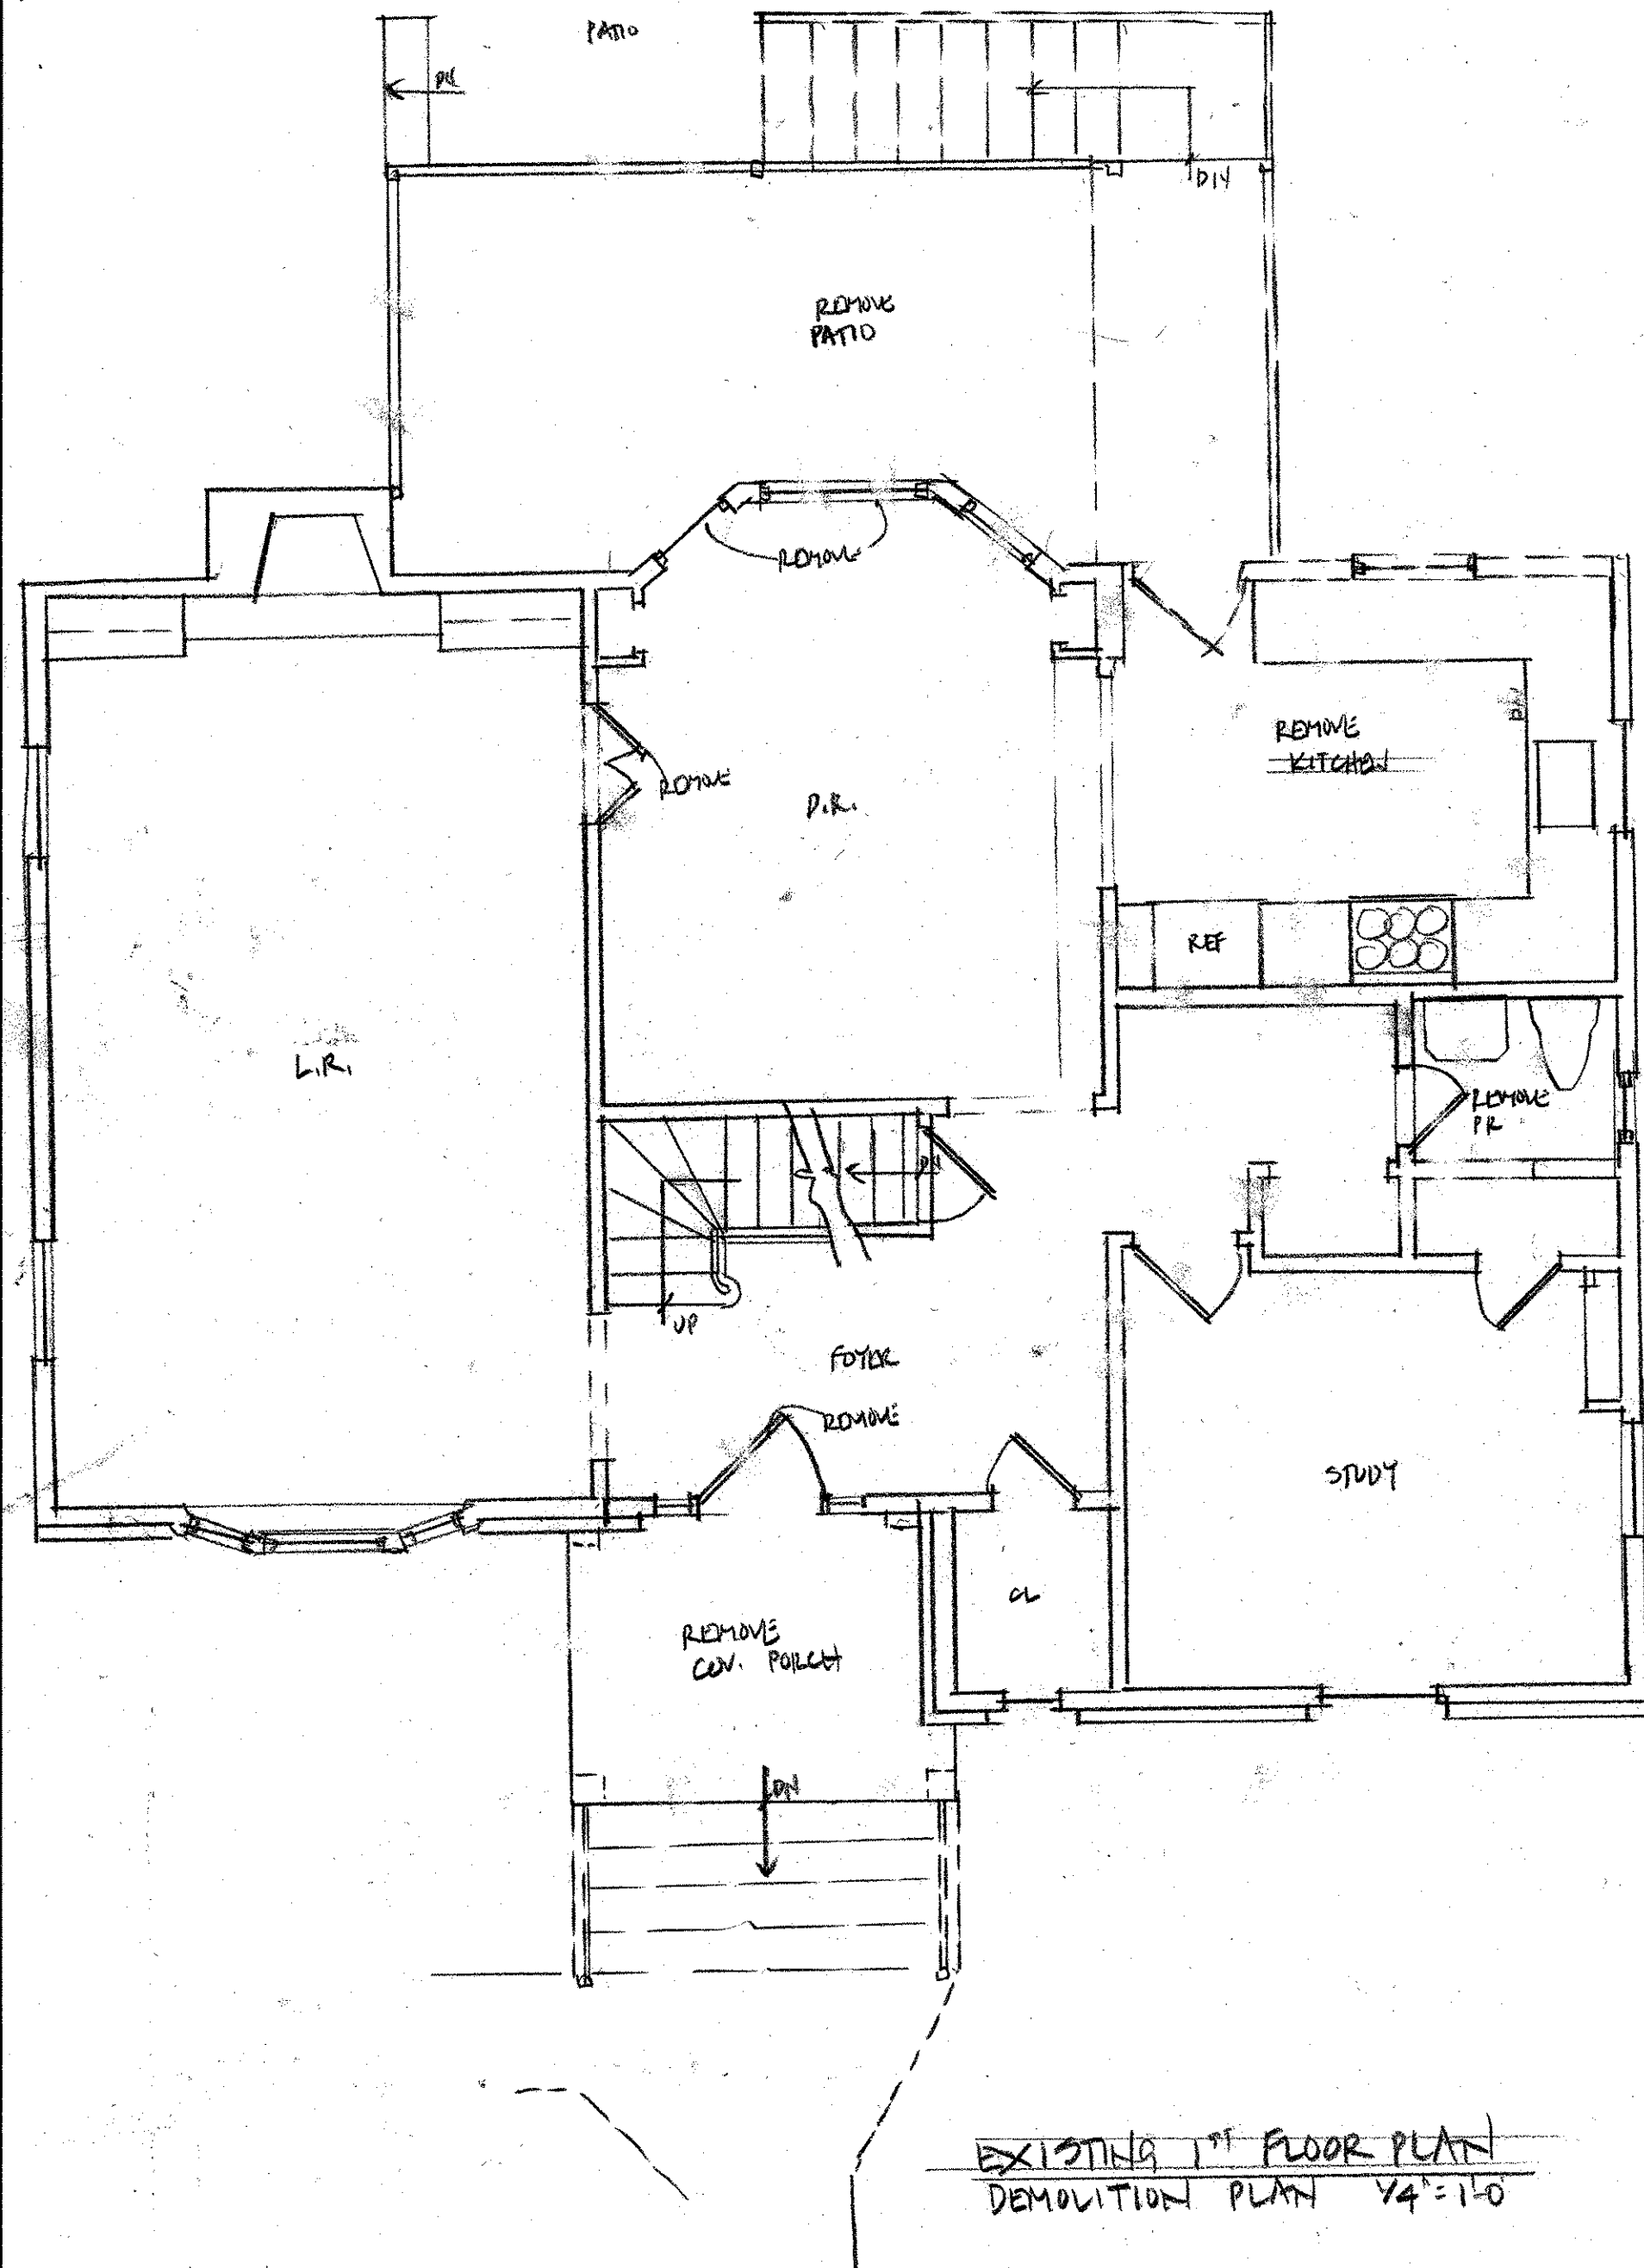 PATIO
DN
DN
REMOVE
PATIO
REMOVE
REMOVE
KITCHEN
REMOVE
D.R.
REF
L.R.
REMOVE
PR
DN
UP
FOYER
REMOVE
STUDY
CL
REMOVE
COV. PORCH
DN
EXISTING 1ST FLOOR PLAN
DEMOLITION PLAN 1/4"=1'-0